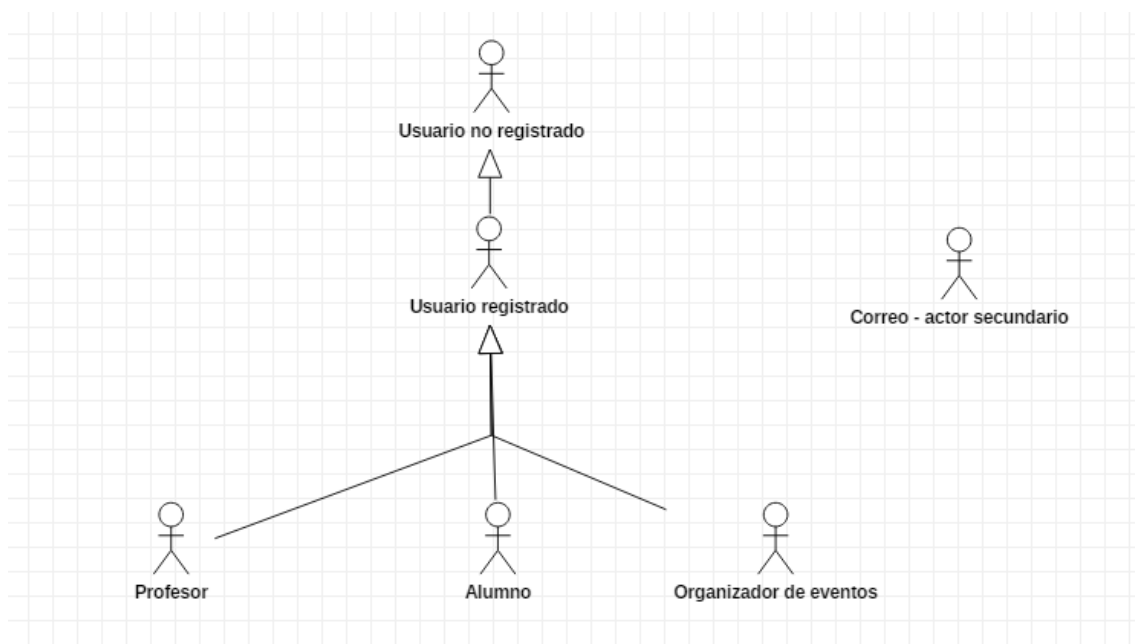 Usuario no registrado
Usuario registrado
Correo - actor secundario
Profesor
Alumno
Organizador de eventos